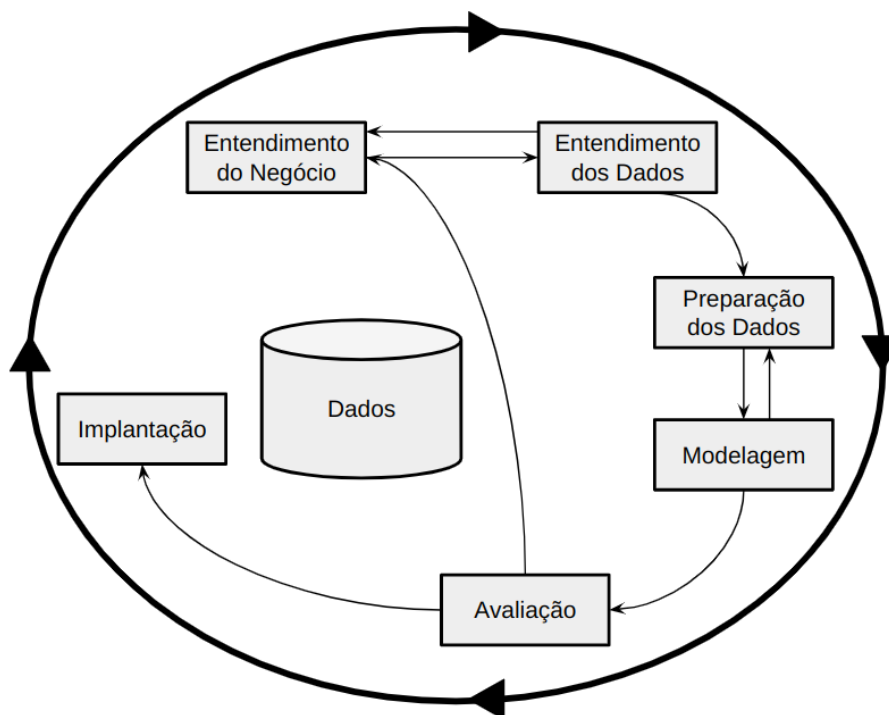 Entendimento
do Negócio
Entendimento
dos Dados
Preparação
dos Dados
Dados
Implantação
Modelagem
Avaliação